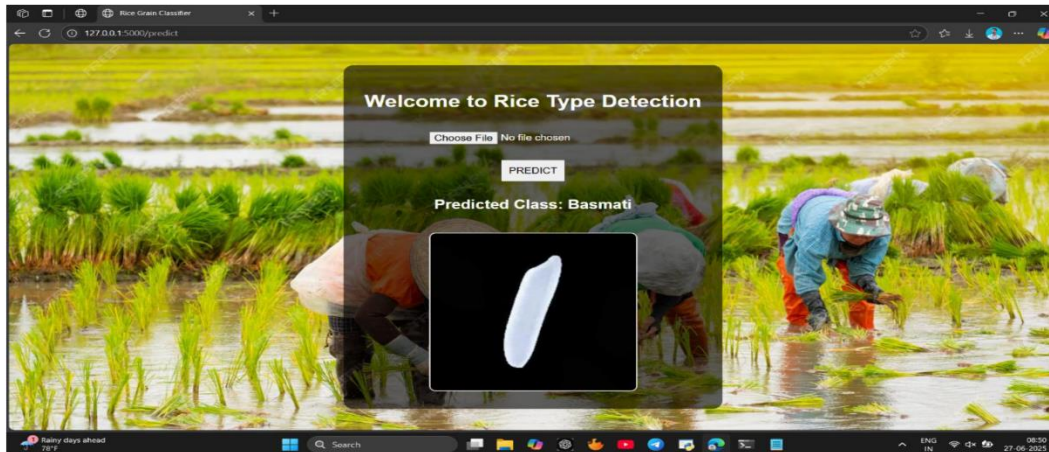 Rice Grain Classifier
127.0.0.1:5000/predict
Welcome to Rice Type Detection
Choose File No file chosen
PREDICT
Predicted Class: Basmati
1
Rainy days ahead
78°F
Search
ENG
IN
08:50
27-06-2025